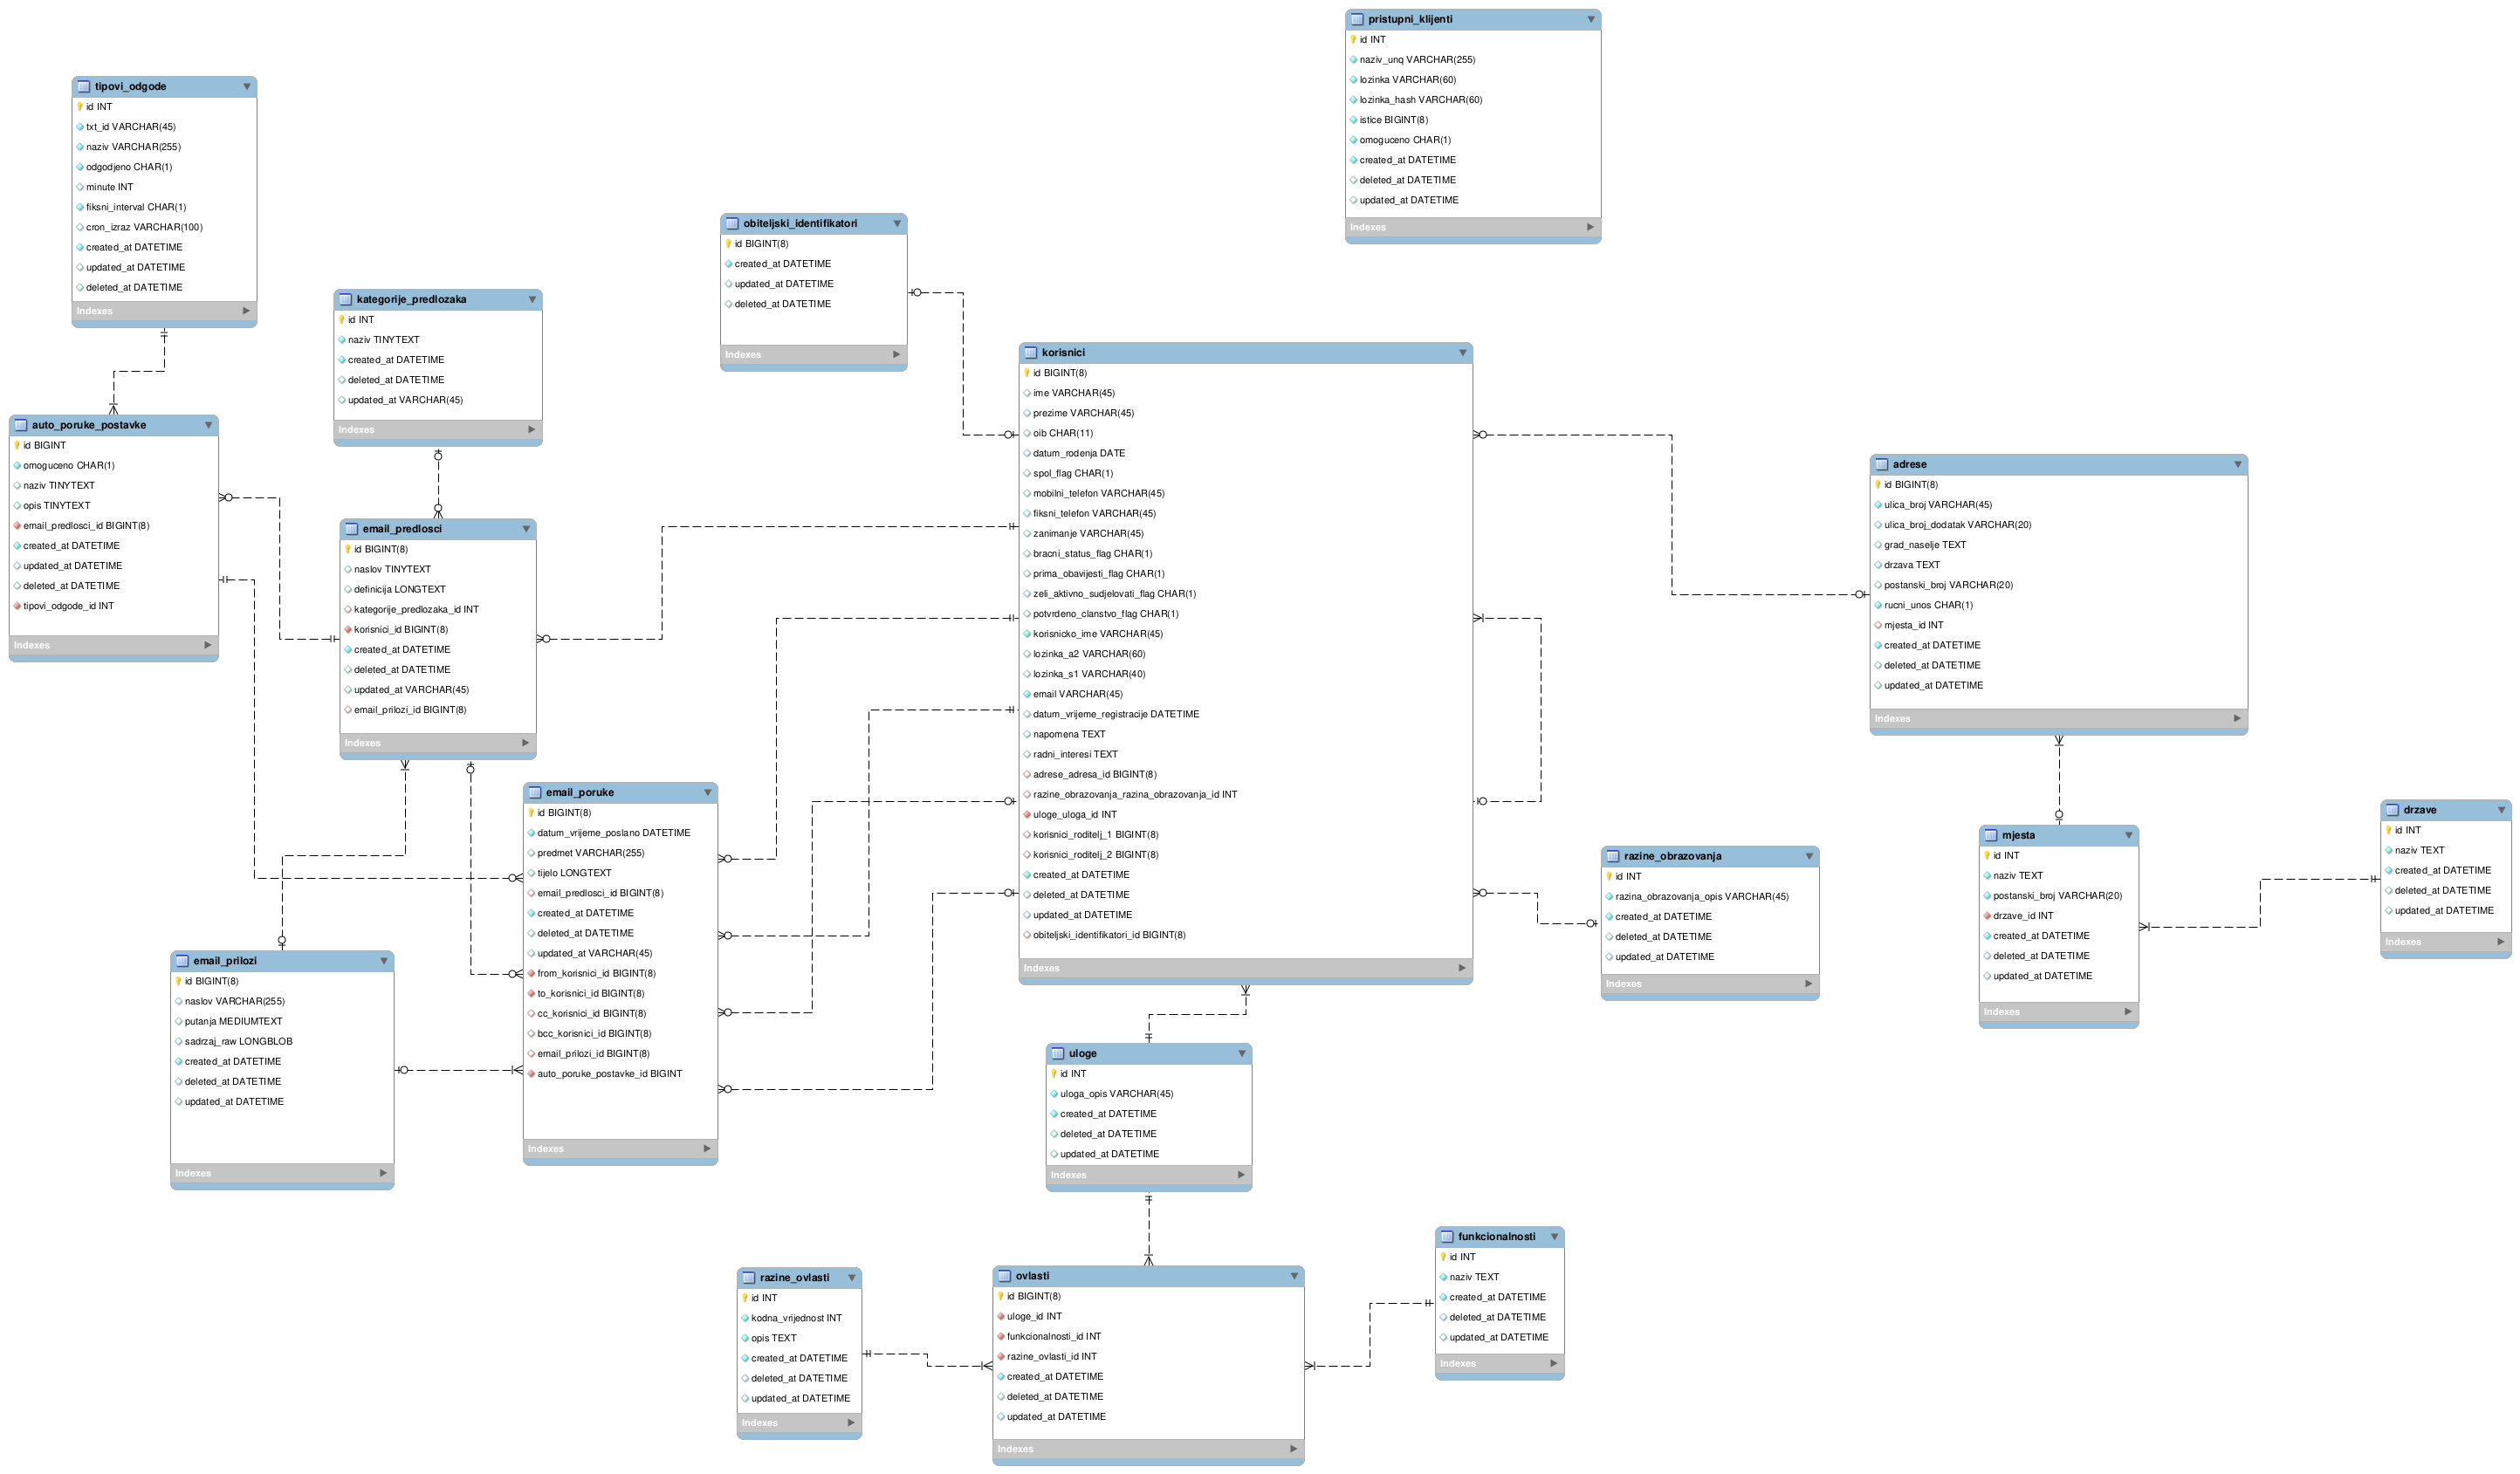 pristupni_klijenti
id INT
naziv_unq VARCHAR(255)
lozinka VARCHAR(60)
lozinka_hash VARCHAR(60)
istice BIGINT(8)
omoguceno CHAR(1)
created_at DATETIME
deleted_at DATETIME
updated_at DATETIME
Indexes
tipovi_odgode
id INT
txt_id VARCHAR(45)
naziv VARCHAR(255)
odgodjeno CHAR(1)
minute INT
fiksni_interval CHAR(1)
cron_izraz VARCHAR(100)
created_at DATETIME
updated_at DATETIME
deleted_at DATETIME
Indexes
obiteljski_identifikatori
id BIGINT(8)
created_at DATETIME
updated_at DATETIME
deleted_at DATETIME
Indexes
kategorije_predlozaka
id INT
naziv TINYTEXT
created_at DATETIME
deleted_at DATETIME
updated_at VARCHAR(45)
Indexes
korisnici
id BIGINT(8)
ime VARCHAR(45)
prezime VARCHAR(45)
oib CHAR(11)
datum_rodenja DATE
spol_flag CHAR(1)
mobilni_telefon VARCHAR(45)
fiksni_telefon VARCHAR(45)
zanimanje VARCHAR(45)
bracni_status_flag CHAR(1)
prima_obavijesti_flag CHAR(1)
zeli_aktivno_sudjelovati_flag CHAR(1)
potvrdeno_clanstvo_flag CHAR(1)
korisnicko_ime VARCHAR(45)
lozinka_a2 VARCHAR(60)
lozinka_s1 VARCHAR(40)
email VARCHAR(45)
datum_vrijeme_registracije DATETIME
napomena TEXT
radni_interesi TEXT
adrese_adresa_id BIGINT(8)
razine_obrazovanja_razina_obrazovanja_id INT
uloge_uloga_id INT
korisnici_roditelj_1 BIGINT(8)
korisnici_roditelj_2 BIGINT(8)
created_at DATETIME
deleted_at DATETIME
updated_at DATETIME
obiteljski_identifikatori_id BIGINT(8)
Indexes
auto_poruke_postavke
id BIGINT
omoguceno CHAR(1)
naziv TINYTEXT
opis TINYTEXT
email_predlosci_id BIGINT(8)
created_at DATETIME
updated_at DATETIME
deleted_at DATETIME
tipovi_odgode_id INT
Indexes
adrese
id BIGINT(8)
ulica_broj VARCHAR(45)
ulica_broj_dodatak VARCHAR(20)
grad_naselje TEXT
drzava TEXT
postanski_broj VARCHAR(20)
rucni_unos CHAR(1)
mjesta_id INT
created_at DATETIME
deleted_at DATETIME
updated_at DATETIME
Indexes
email_predlosci
id BIGINT(8)
naslov TINYTEXT
definicija LONGTEXT
kategorije_predlozaka_id INT
korisnici_id BIGINT(8)
created_at DATETIME
deleted_at DATETIME
updated_at VARCHAR(45)
email_prilozi_id BIGINT(8)
Indexes
email_poruke
id BIGINT(8)
datum_vrijeme_poslano DATETIME
predmet VARCHAR(255)
tijelo LONGTEXT
email_predlosci_id BIGINT(8)
created_at DATETIME
deleted_at DATETIME
updated_at VARCHAR(45)
from_korisnici_id BIGINT(8)
to_korisnici_id BIGINT(8)
cc_korisnici_id BIGINT(8)
bcc_korisnici_id BIGINT(8)
email_prilozi_id BIGINT(8)
auto_poruke_postavke_id BIGINT
Indexes
drzave
id INT
naziv TEXT
created_at DATETIME
deleted_at DATETIME
updated_at DATETIME
Indexes
mjesta
id INT
naziv TEXT
postanski_broj VARCHAR(20)
drzave_id INT
created_at DATETIME
deleted_at DATETIME
updated_at DATETIME
Indexes
razine_obrazovanja
id INT
razina_obrazovanja_opis VARCHAR(45)
created_at DATETIME
deleted_at DATETIME
updated_at DATETIME
Indexes
email_prilozi
id BIGINT(8)
naslov VARCHAR(255)
putanja MEDIUMTEXT
sadrzaj_raw LONGBLOB
created_at DATETIME
deleted_at DATETIME
updated_at DATETIME
Indexes
uloge
id INT
uloga_opis VARCHAR(45)
created_at DATETIME
deleted_at DATETIME
updated_at DATETIME
Indexes
funkcionalnosti
id INT
naziv TEXT
created_at DATETIME
deleted_at DATETIME
updated_at DATETIME
Indexes
razine_ovlasti
id INT
kodna_vrijednost INT
opis TEXT
created_at DATETIME
deleted_at DATETIME
updated_at DATETIME
Indexes
ovlasti
id BIGINT(8)
uloge_id INT
funkcionalnosti_id INT
razine_ovlasti_id INT
created_at DATETIME
deleted_at DATETIME
updated_at DATETIME
Indexes